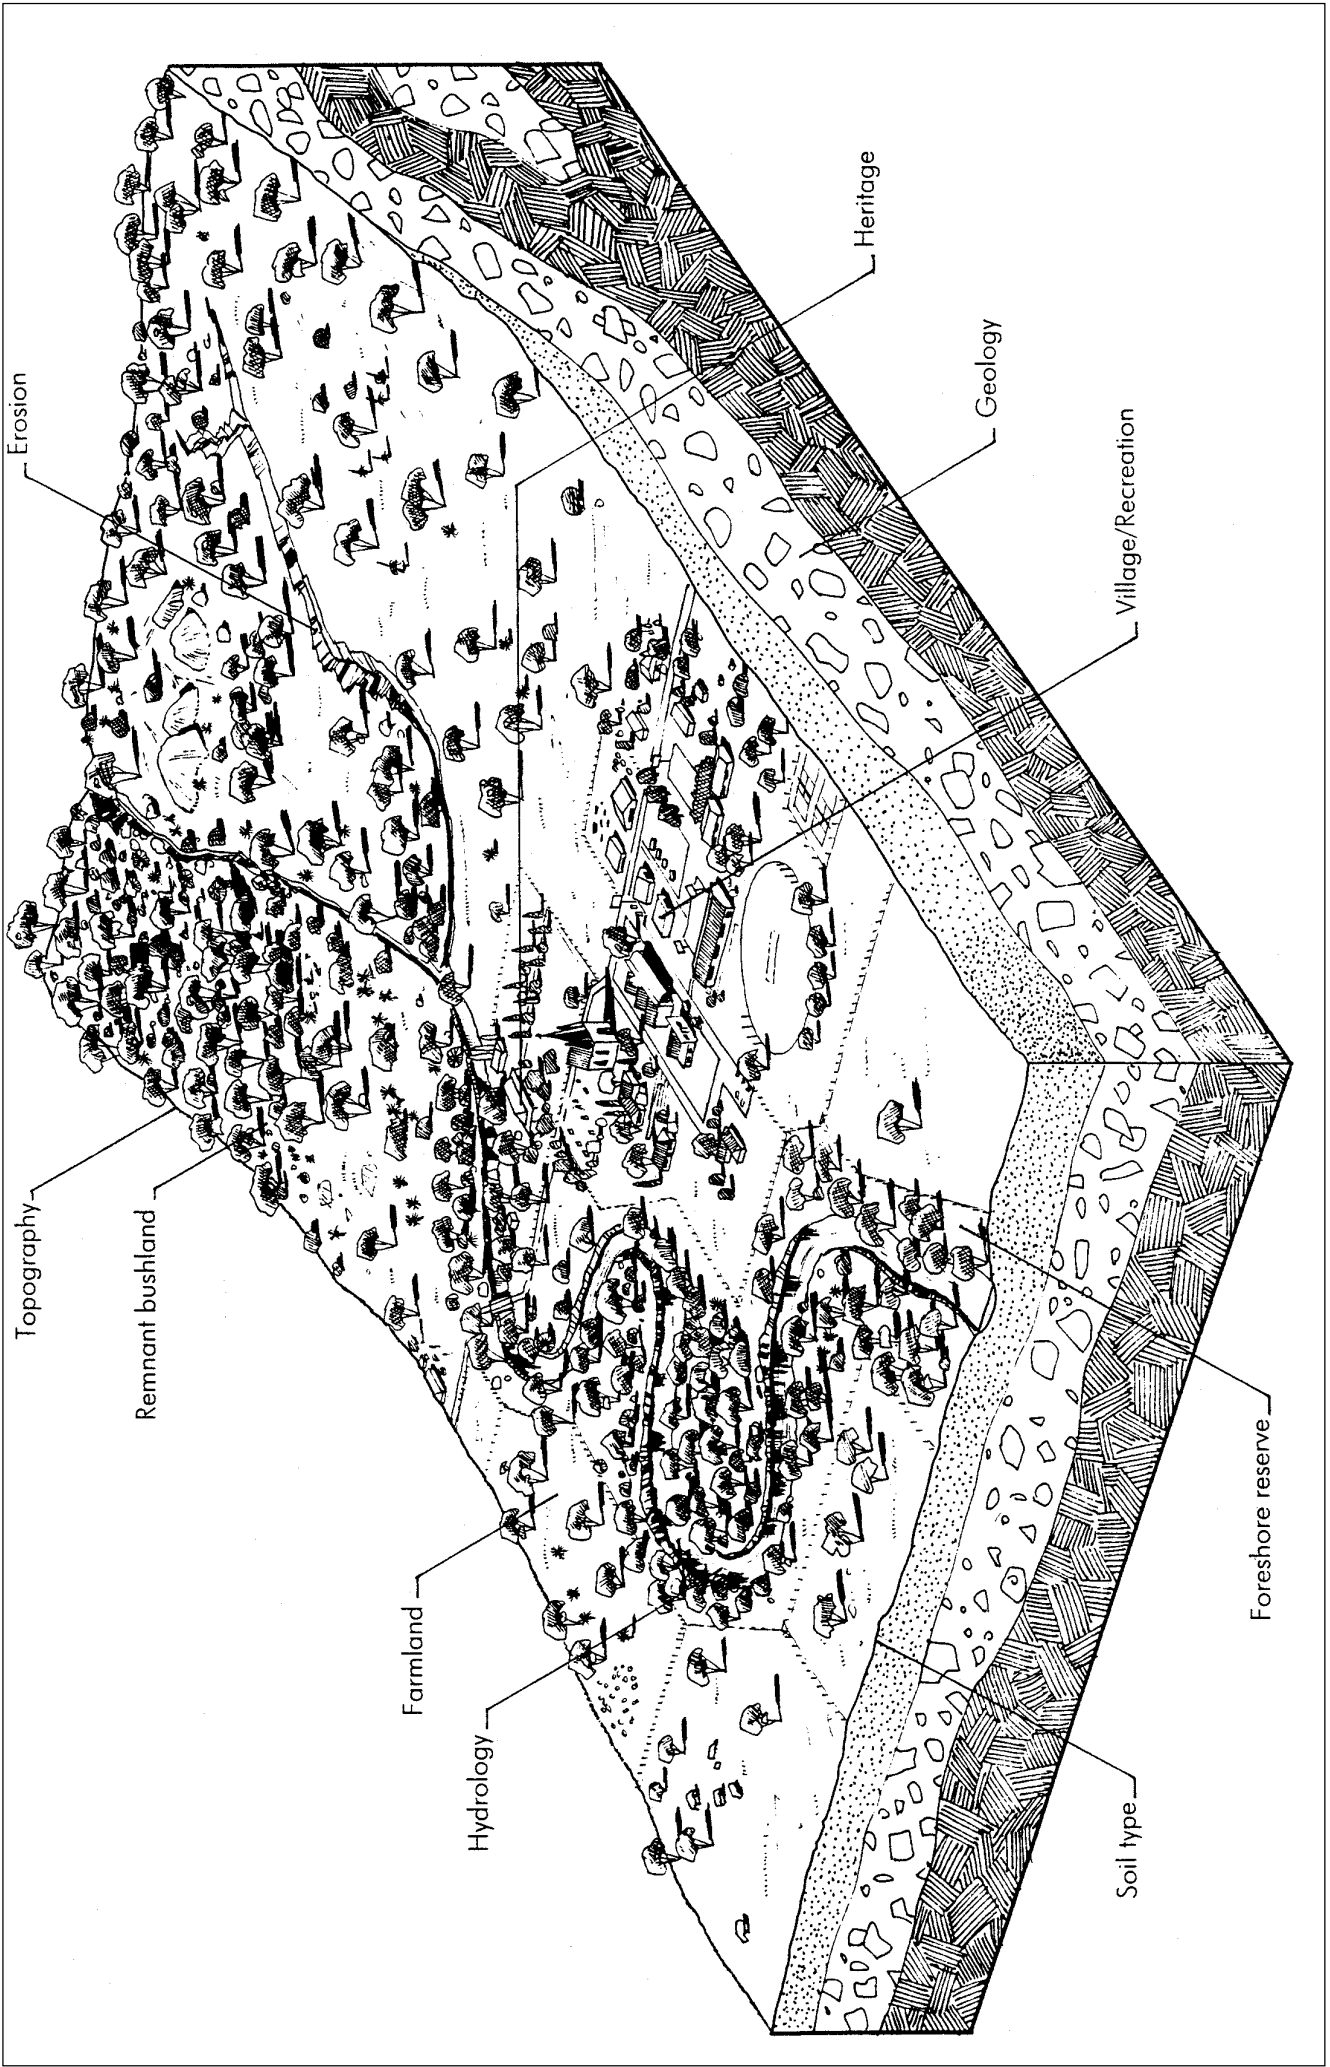 Topography
Remnant bushland
Farmland
Hydrology
Erosion
Heritage
Geology
Village/Recreation
Foreshore reserve
Soil type